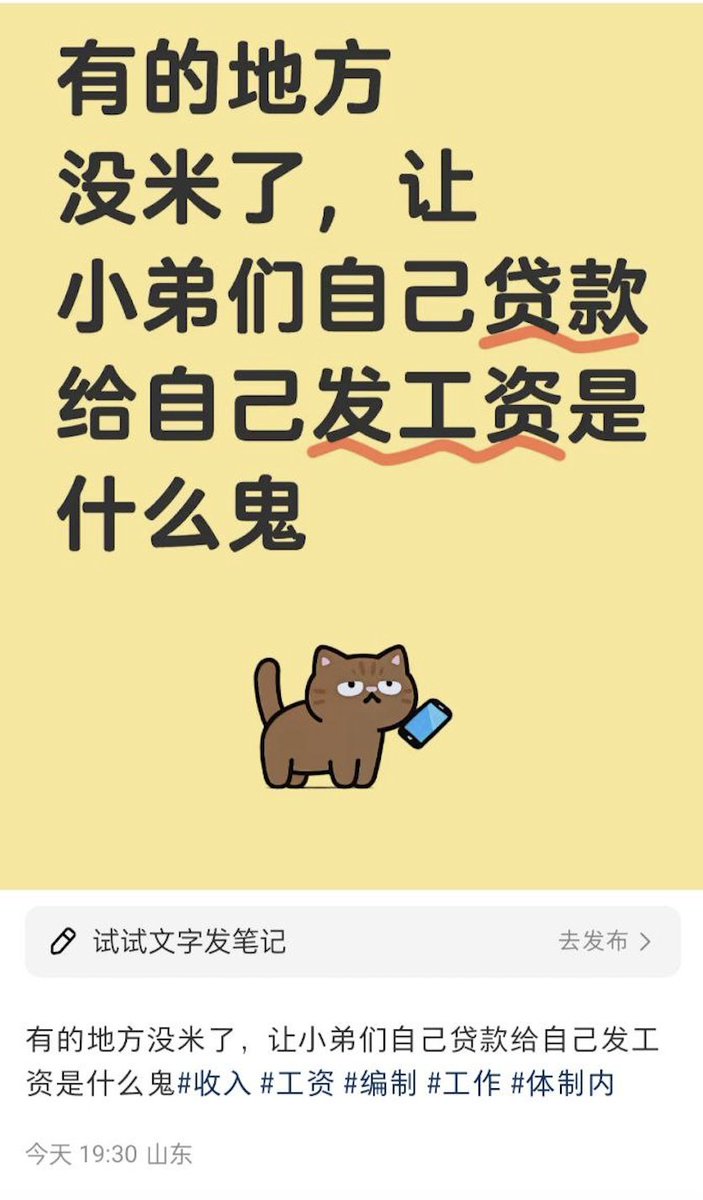 有的地方
没米了，让
小弟们自己贷款
给自己发工资是
什么鬼
试试文字发笔记
去发布
有的地方没米了，让小弟们自己贷款给自己发工
资是什么鬼#收入 #工资 #编制 #工作 #体制内
今天 19:30 山东